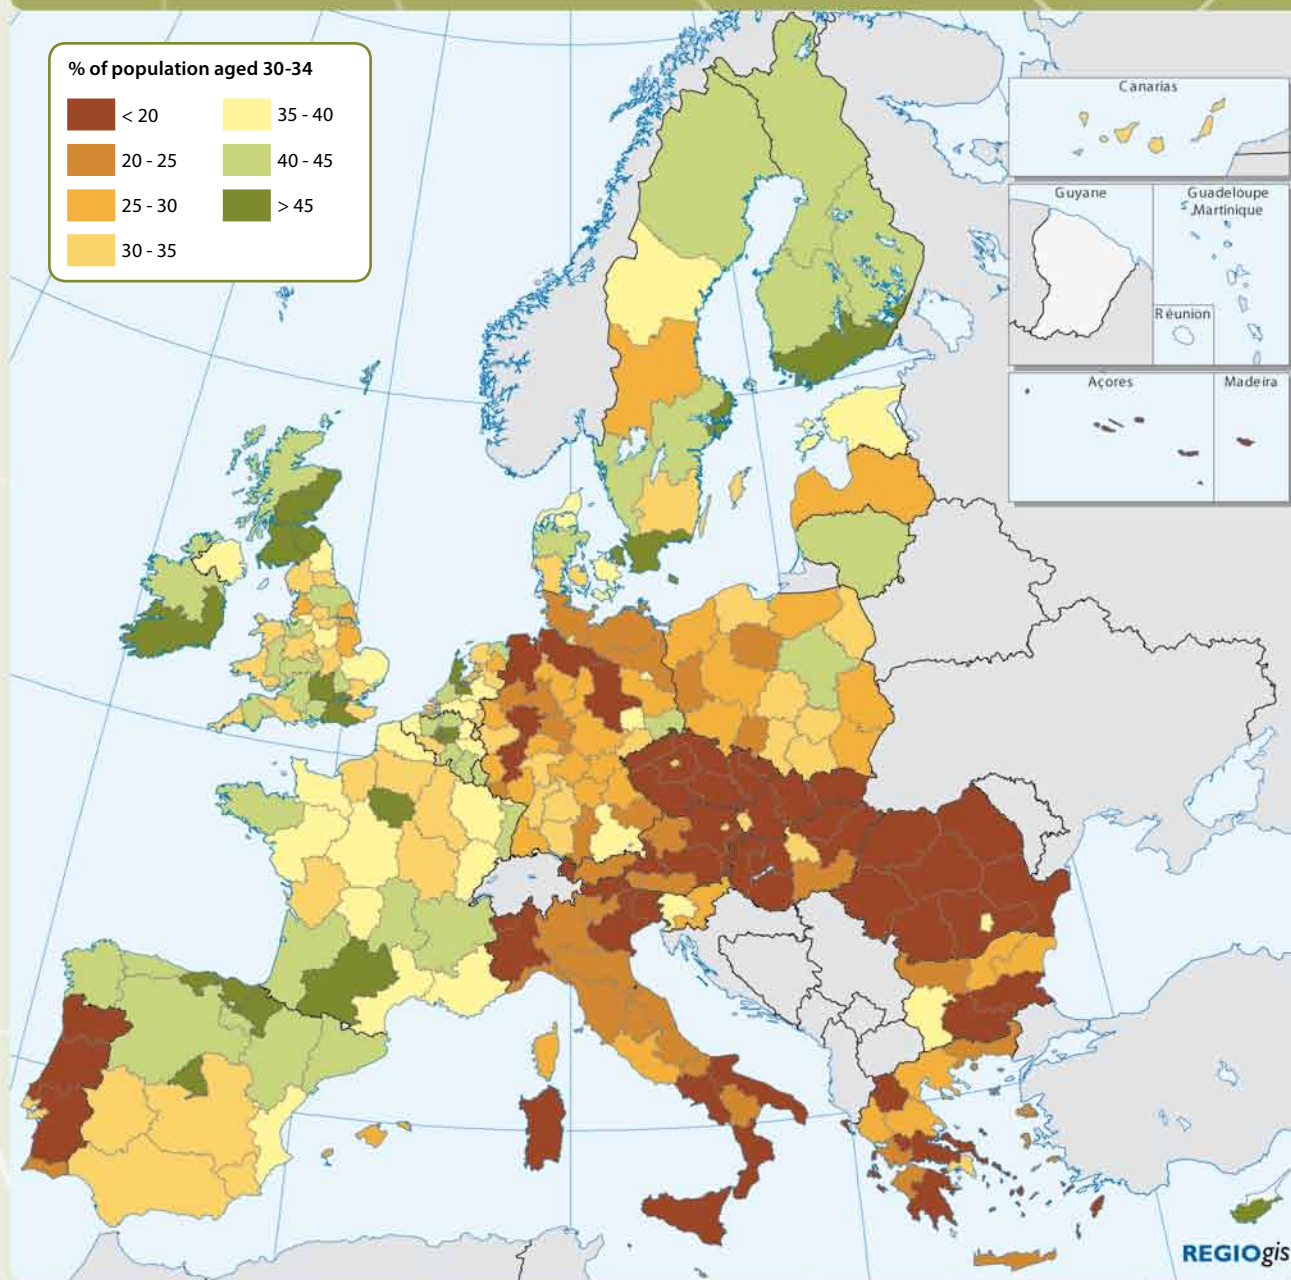 % of population aged 30-34
< 20
20 - 25
25 - 30
30 - 35
35 - 40
40 - 45
> 45
Canarias
Guyane
Guadeloupe
Martinique
Réunion
Açores
Madeira
REGIOgis